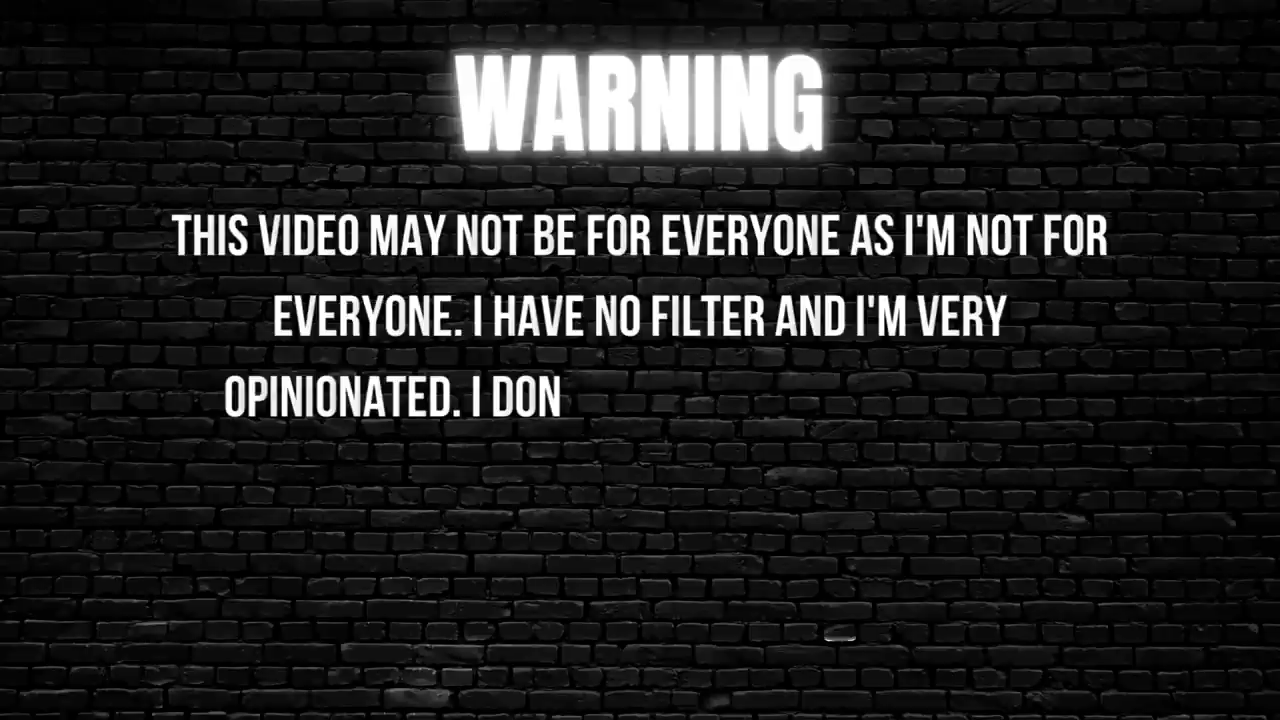 WARNING
THIS VIDEO MAY NOT BE FOR EVERYONE AS I'M NOT FOR
EVERYONE. I HAVE NO FILTER AND I'M VERY
OPINIONATED. I DON